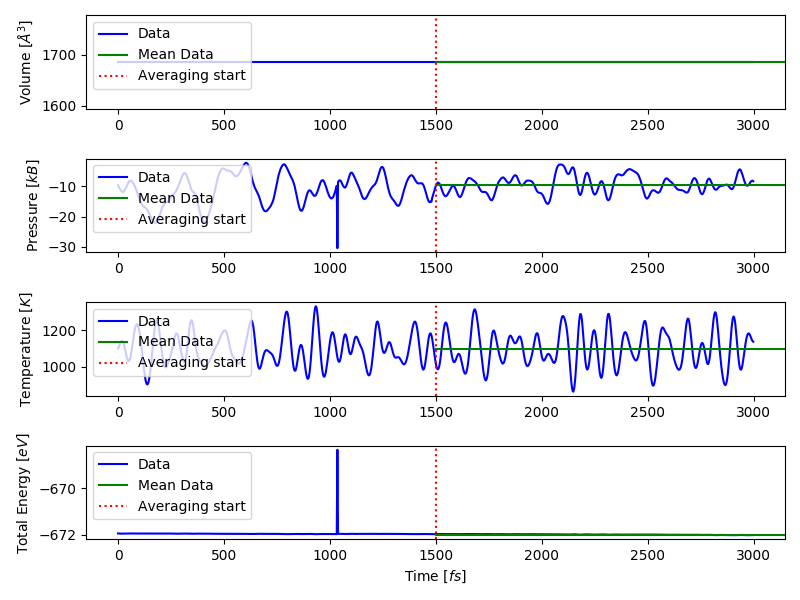 Volume [Å³]
1700
1600
Data
Mean Data
Averaging start
0 500 1000 1500 2000 2500 3000
Pressure [kB]
−10
−20
−30
Data
Mean Data
Averaging start
0 500 1000 1500 2000 2500 3000
Temperature [K]
1200
1000
Data
Mean Data
Averaging start
0 500 1000 1500 2000 2500 3000
Total Energy [eV]
−670
−672
Data
Mean Data
Averaging start
0 500 1000 1500 2000 2500 3000
Time [fs]